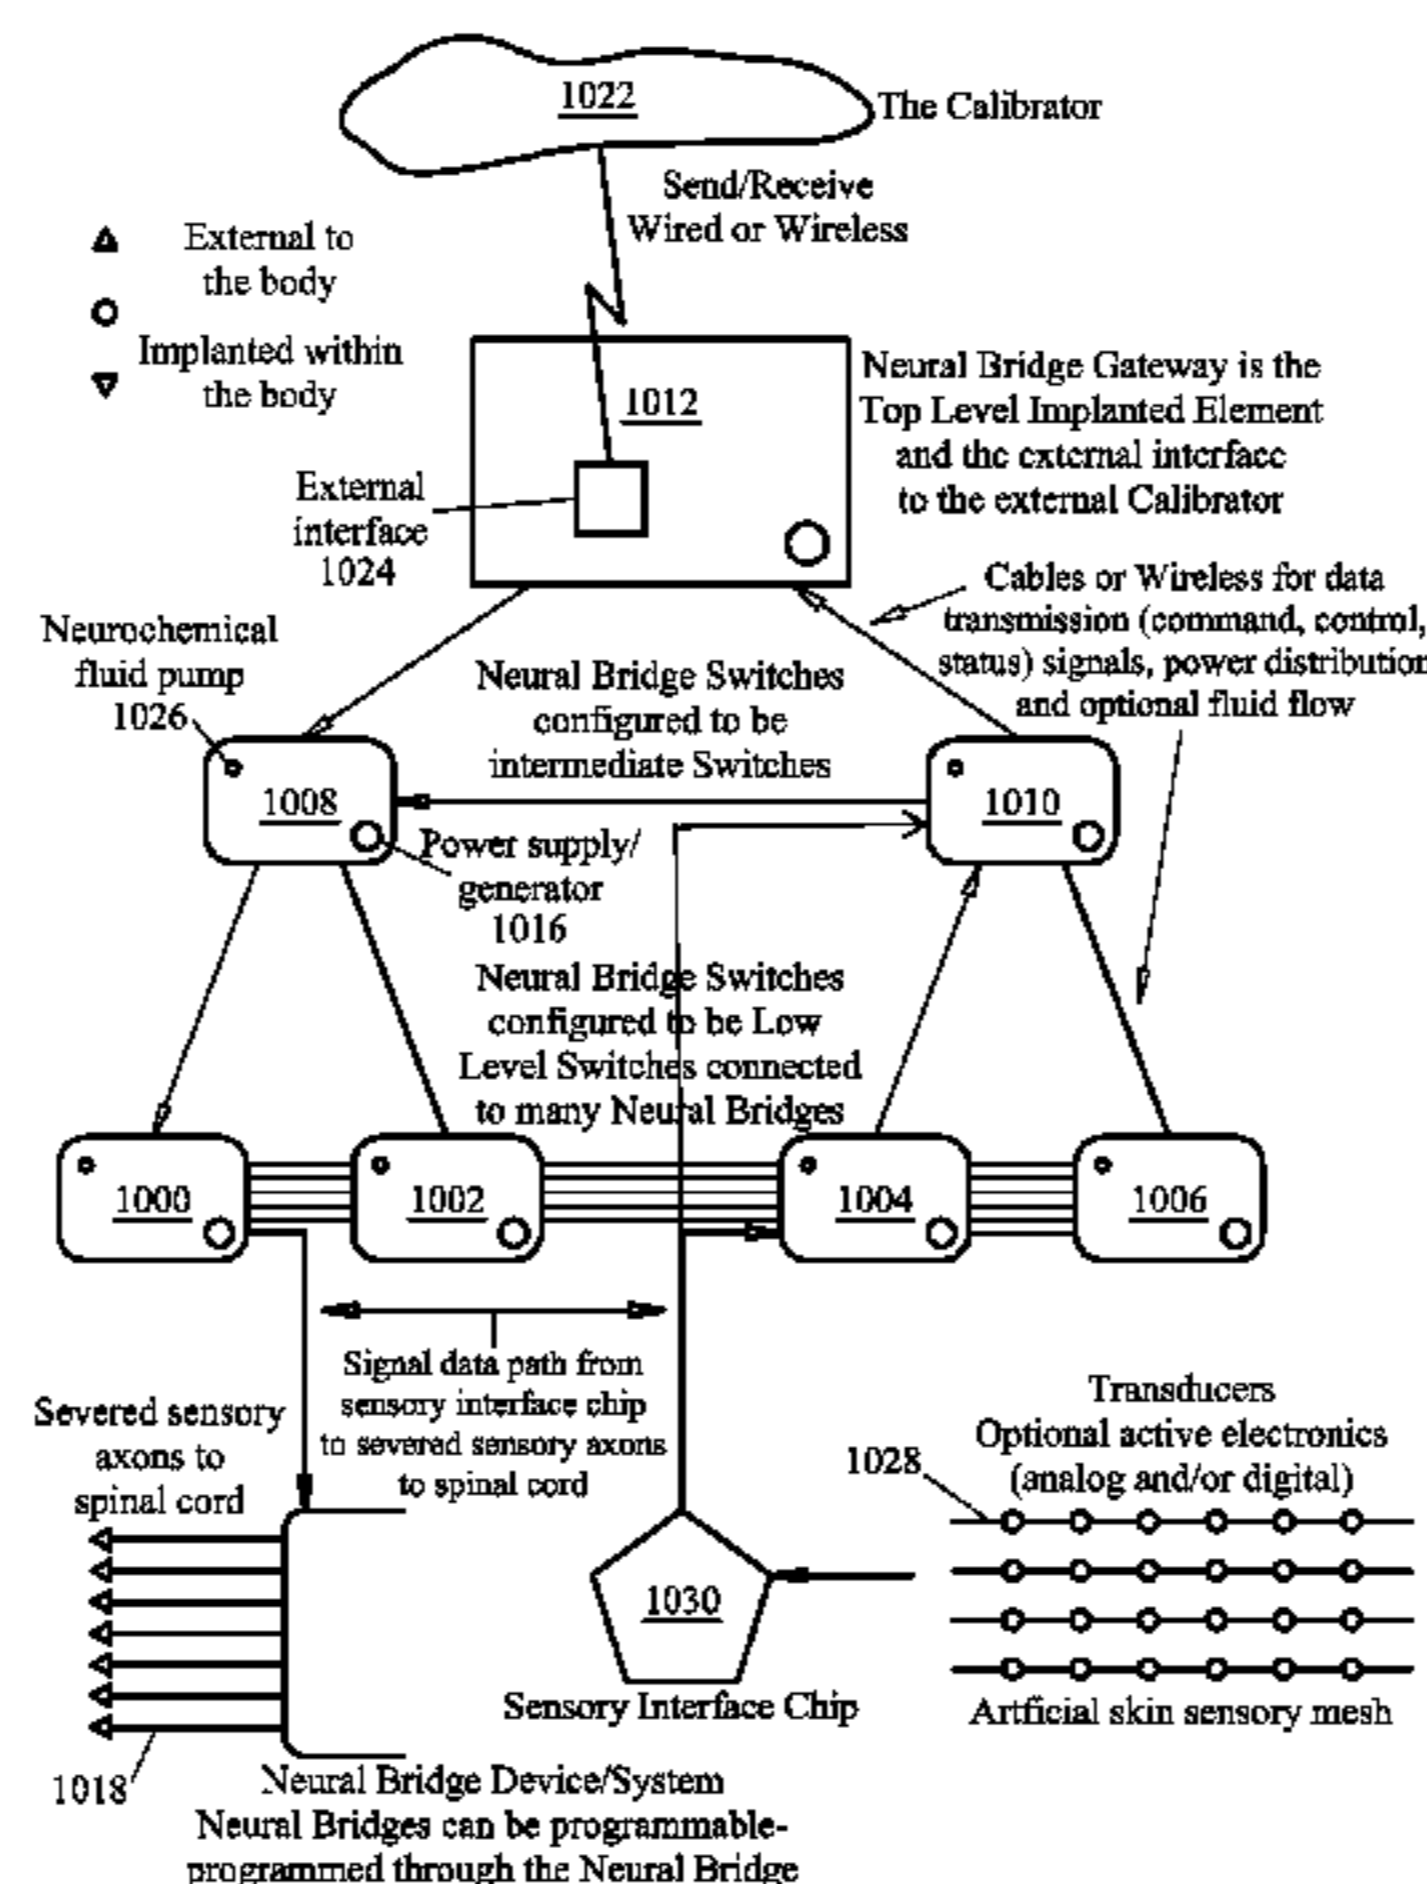 1022
The Calibrator
Send/Receive
Wired or Wireless
External to
the body
Implanted within
the body
1012
Neural Bridge Gateway is the
Top Level Implanted Element
and the external interface
to the external Calibrator
External
interface
1024
Cables or Wireless for data
transmission (command, control,
status) signals, power distribution
and optional fluid flow
Neurochemical
fluid pump
1026
Neural Bridge Switches
configured to be
intermediate Switches
1008
1010
Power supply/
generator
1016
Neural Bridge Switches
configured to be Low
Level Switches connected
to many Neural Bridges
1000
1002
1004
1006
Signal data path from
sensory interface chip
to severed sensory axons
to spinal cord
Severed sensory
axons to
spinal cord
Transducers
Optional active electronics
(analog and/or digital)
1028
1030
Sensory Interface Chip
Artficial skin sensory mesh
1018
Neural Bridge Device/System
Neural Bridges can be programmable-
programmed through the Neural Bridge